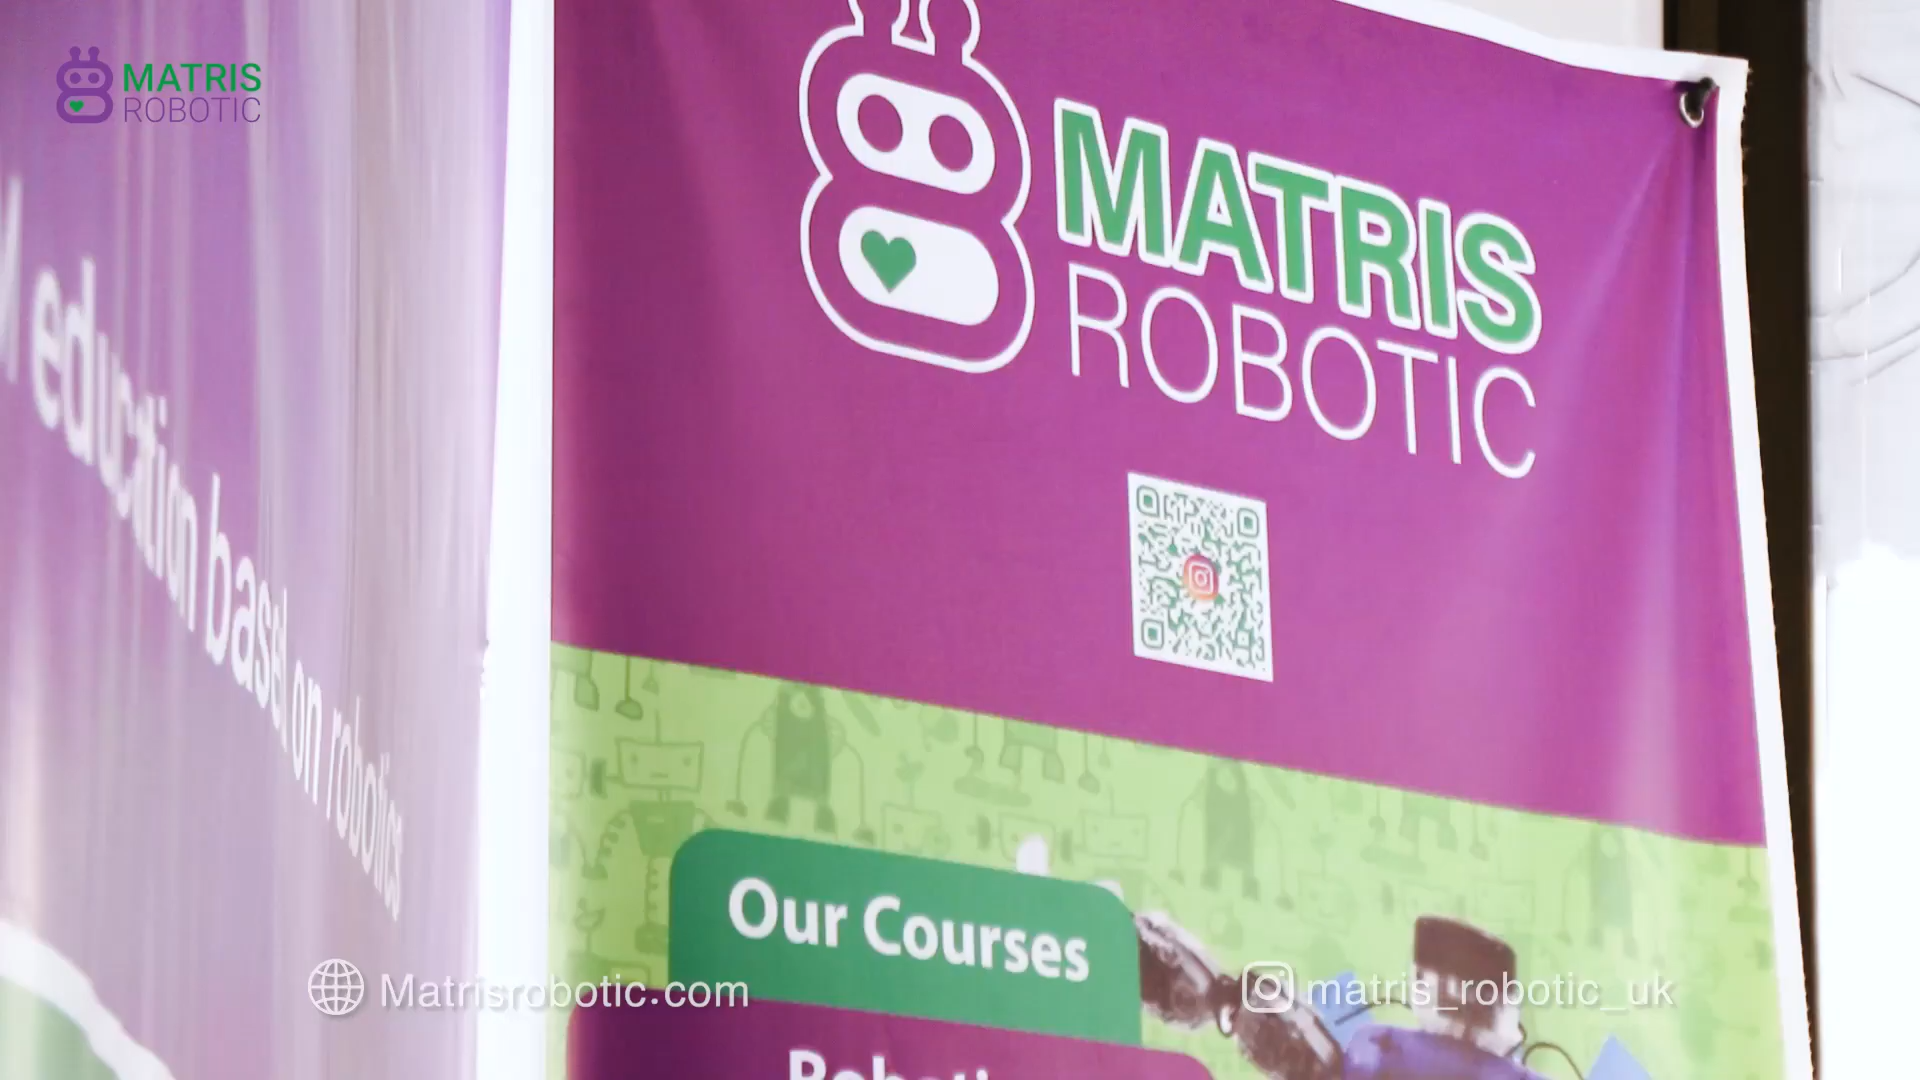 MATRIS
ROBOTIC
education based on robotics
MATRIS
ROBOTIC
Our Courses
Matrisrobotic.com
matris_robotic_uk